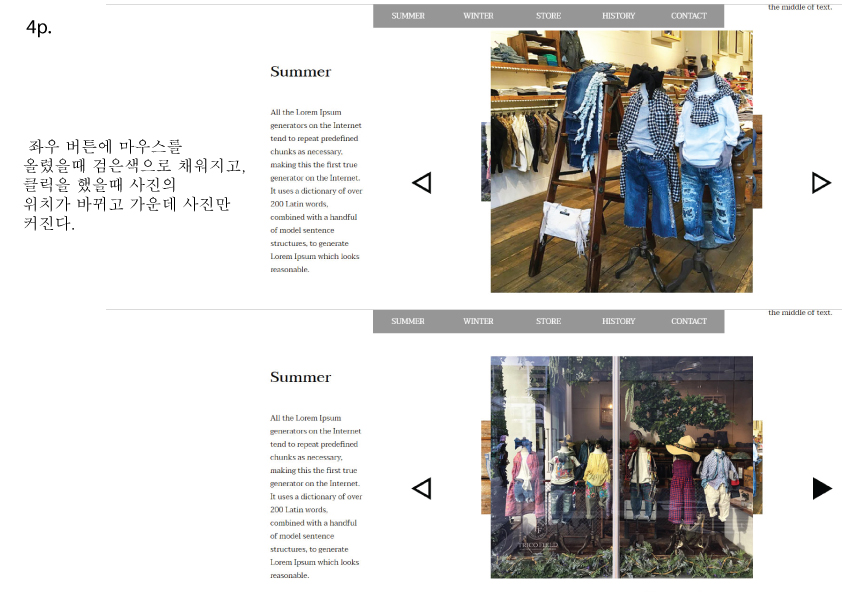 4p.
좌우 버튼에 마우스를
올렸을때 검은색으로 채워지고,
클릭을 했을때 사진의
위치가 바뀌고 가운데 사진만
커진다.
SUMMER WINTER STORE HISTORY CONTACT
the middle of text.
Summer
All the Lorem Ipsum
generators on the Internet
tend to repeat predefined
chunks as necessary,
making this the first true
generator on the Internet.
It uses a dictionary of over
200 Latin words,
combined with a handful
of model sentence
structures, to generate
Lorem Ipsum which looks
reasonable.
SUMMER WINTER STORE HISTORY CONTACT
the middle of text.
Summer
All the Lorem Ipsum
generators on the Internet
tend to repeat predefined
chunks as necessary,
making this the first true
generator on the Internet.
It uses a dictionary of over
200 Latin words,
combined with a handful
of model sentence
structures, to generate
Lorem Ipsum which looks
reasonable.